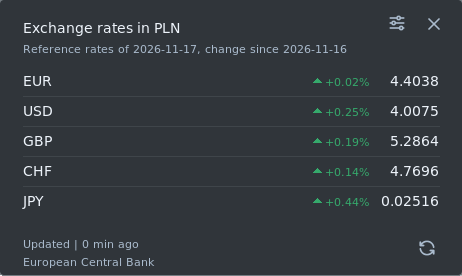 Exchange rates in PLN
Reference rates of 2026-11-17, change since 2026-11-16
EUR +0.02% 4.4038
USD +0.25% 4.0075
GBP +0.19% 5.2864
CHF +0.14% 4.7696
JPY +0.44% 0.02516
Updated | 0 min ago
European Central Bank